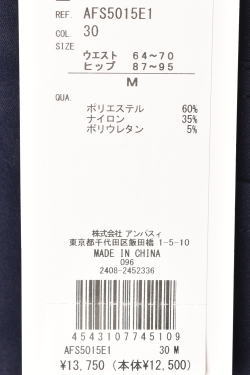 REF. AFS5015E1
COL. 30
SIZE
ウエスト 64～70
ヒップ 87～95
M
QUA.
ポリエステル 60%
ナイロン 35%
ポリウレタン 5%
株式会社 アンパスィ
東京都千代田区飯田橋 1-5-10
MADE IN CHINA
096
2408-2452336
4543107745109
AFS5015E1 30 M
¥13,750 (本体¥12,500)